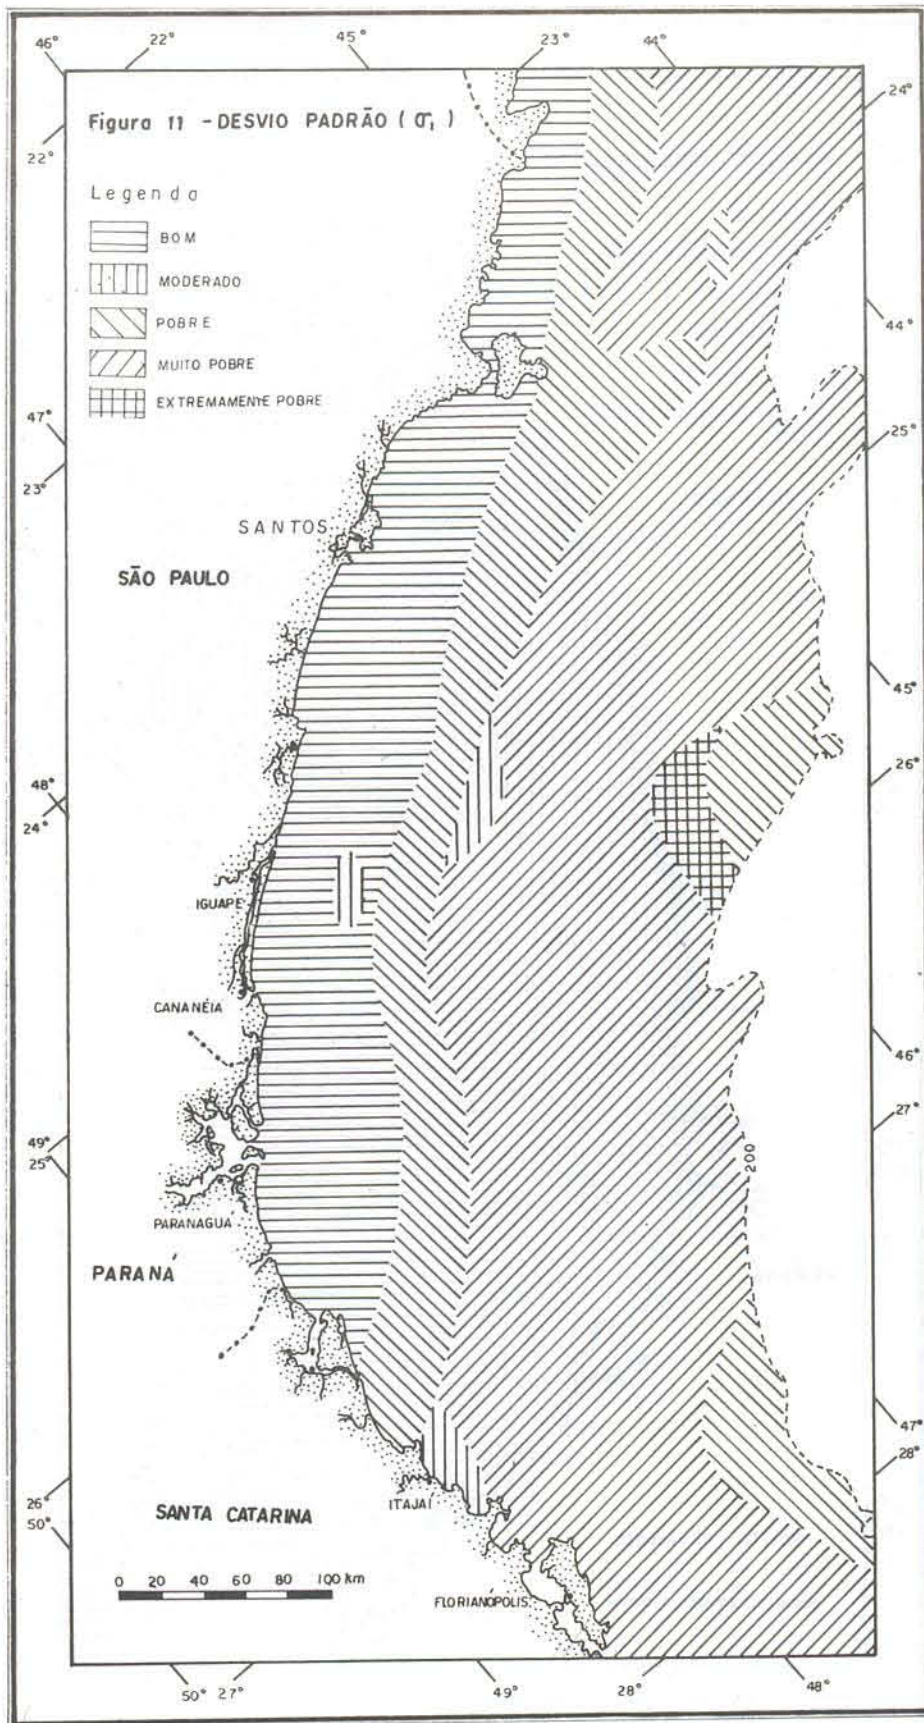 46° 22° 45° 23° 44°
24°
Figura 11 - DESVIO PADRÃO ( σ₁ )
22°
Legenda
BOM
MODERADO
POBRE
44°
MUITO POBRE
EXTREMAMENTE POBRE
47°
25°
23°
SANTOS
SÃO PAULO
45°
48°
26°
24°
IGUAPE
CANANÉIA
46°
27°
49°
25°
200
PARANAGUÁ
PARANÁ
47°
28°
ITAJAÍ
26°
SANTA CATARINA
50°
0 20 40 60 80 100 km
FLORIANÓPOLIS
50° 27° 49° 28° 48°